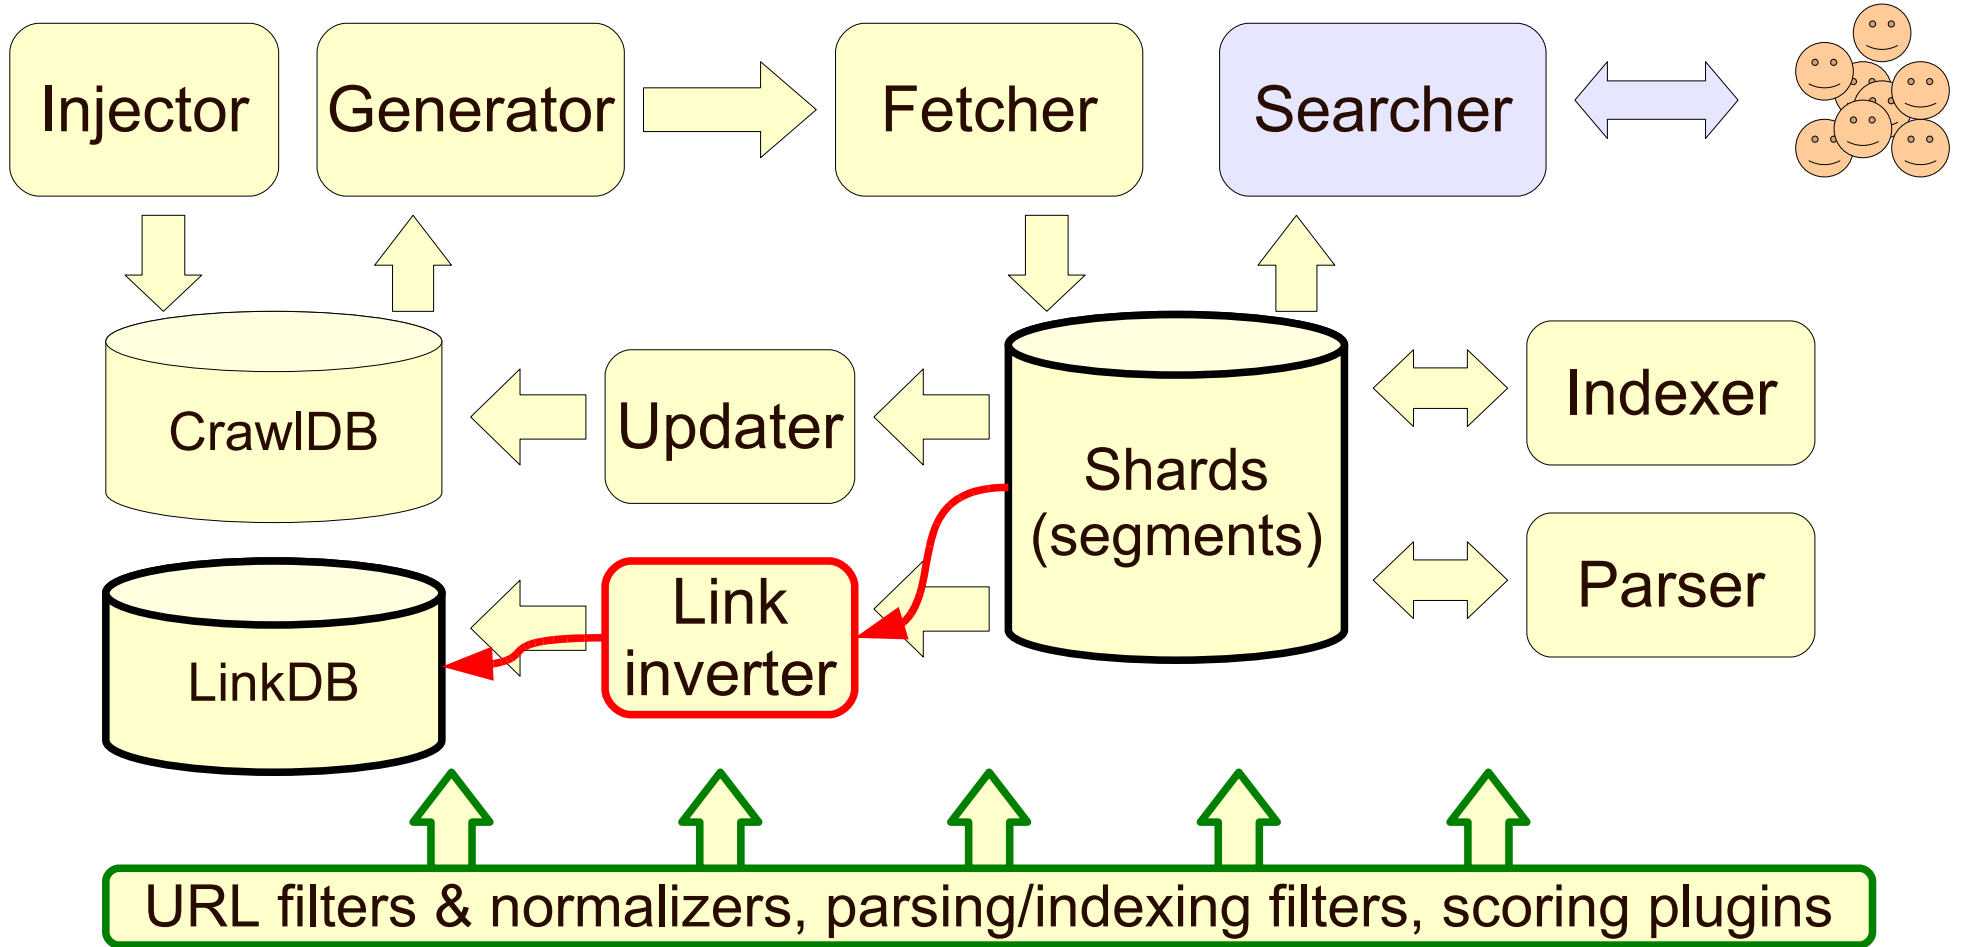 Injector
Generator
Fetcher
Searcher
CrawlDB
Updater
Shards
(segments)
Indexer
LinkDB
Link
inverter
Parser
URL filters & normalizers, parsing/indexing filters, scoring plugins